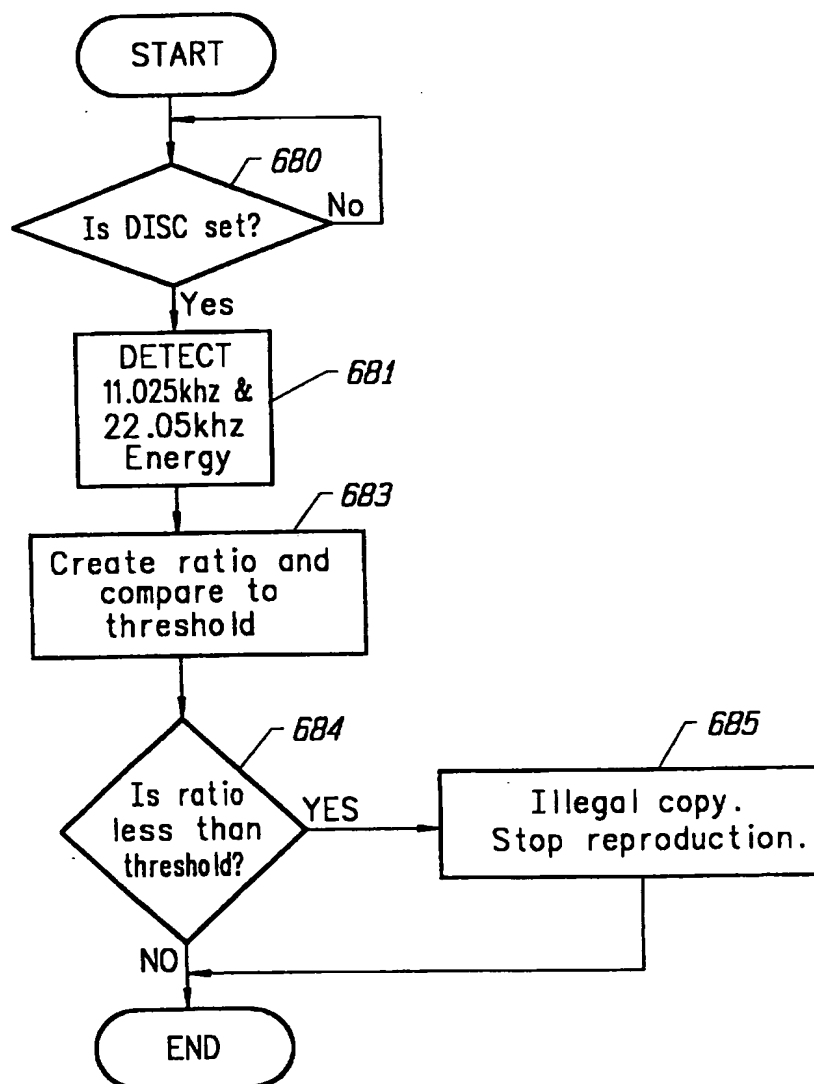 START
680
Is DISC set?
No
Yes
DETECT
11.025khz &
22.05khz
Energy
681
683
Create ratio and
compare to
threshold
684
Is ratio
less than
threshold?
YES
685
Illegal copy.
Stop reproduction.
NO
END